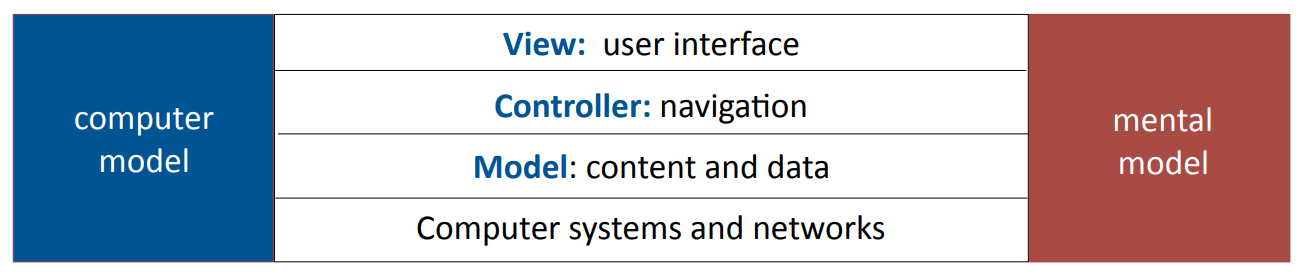 computer
model
View: user interface
Controller: navigation
Model: content and data
Computer systems and networks
mental
model